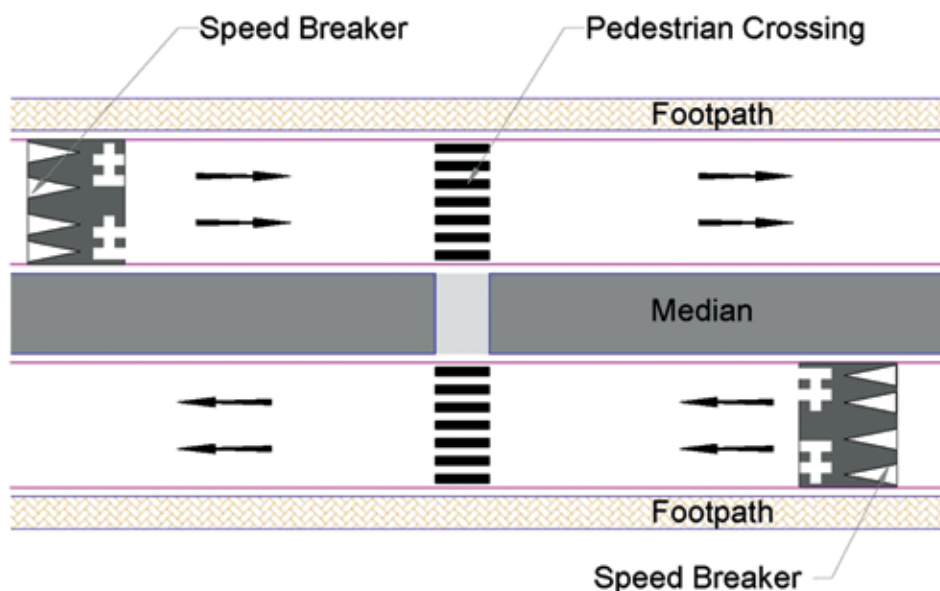 Speed Breaker
Pedestrian Crossing
Footpath
Median
Footpath
Speed Breaker